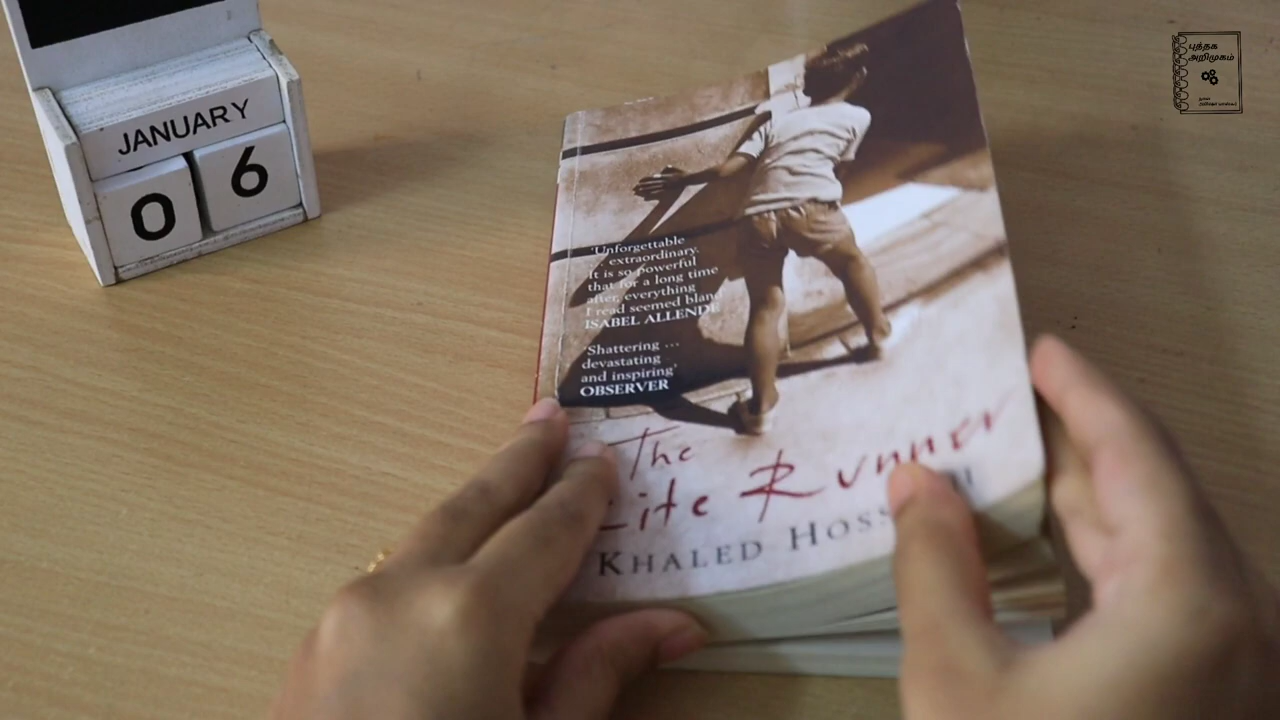 JANUARY
0 6
புத்தக
அறிமுகம்
'Unforgettable
... extraordinary.
It is so powerful
that for a long time
after, everything
I read seemed bland
ISABEL ALLENDE
'Shattering ...
devastating
and inspiring'
OBSERVER
The
Kite Runner
KHALED